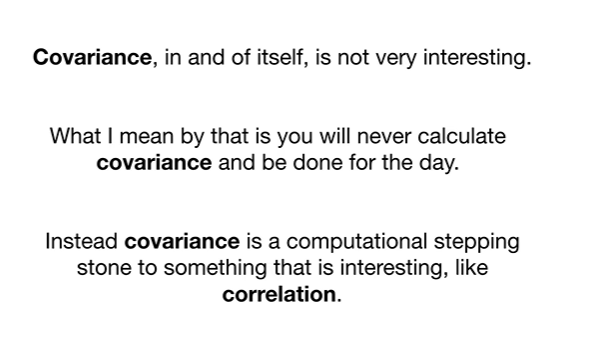 Covariance, in and of itself, is not very interesting.
What I mean by that is you will never calculate
covariance and be done for the day.
Instead covariance is a computational stepping
stone to something that is interesting, like
correlation.